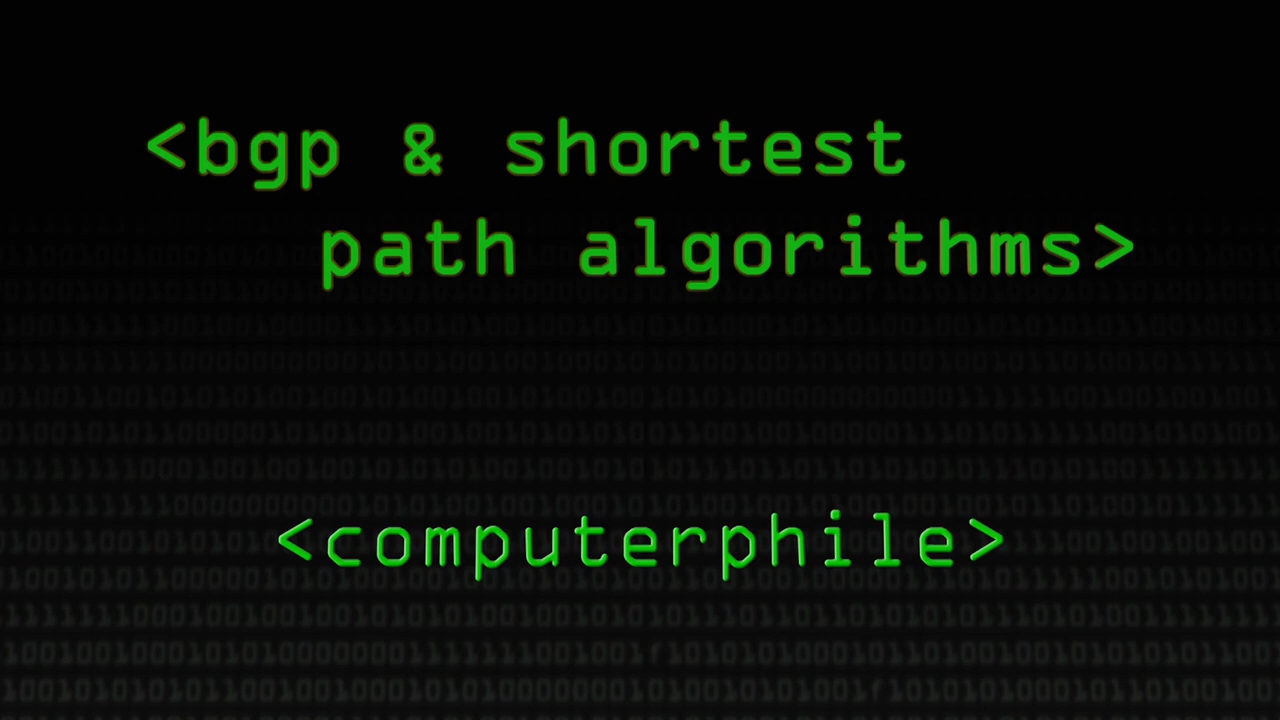 <bgp & shortest
path algorithms>
<computerphile>